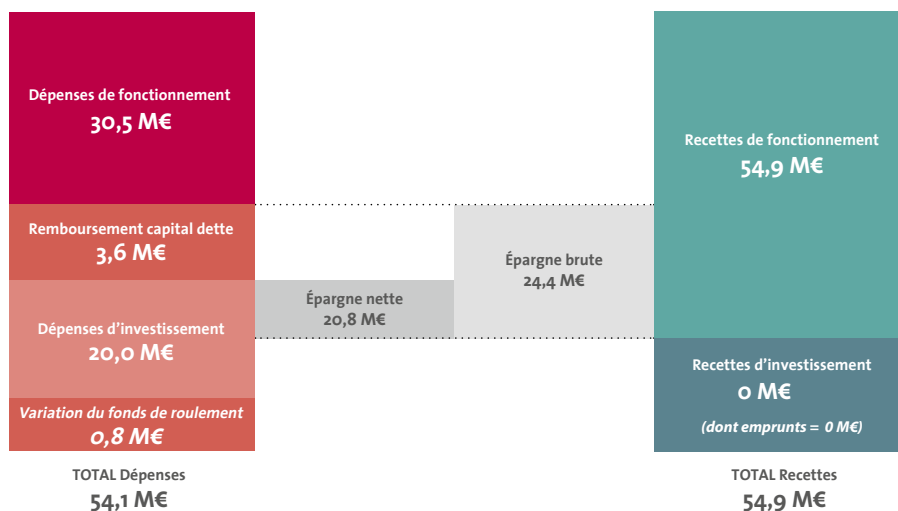 Dépenses de fonctionnement
30,5 M€
Remboursement capital dette
3,6 M€
Dépenses d'investissement
20,0 M€
Variation du fonds de roulement
0,8 M€
TOTAL Dépenses
54,1 M€
Épargne nette
20,8 M€
Épargne brute
24,4 M€
Recettes de fonctionnement
54,9 M€
Recettes d'investissement
0 M€
(dont emprunts = 0 M€)
TOTAL Recettes
54,9 M€